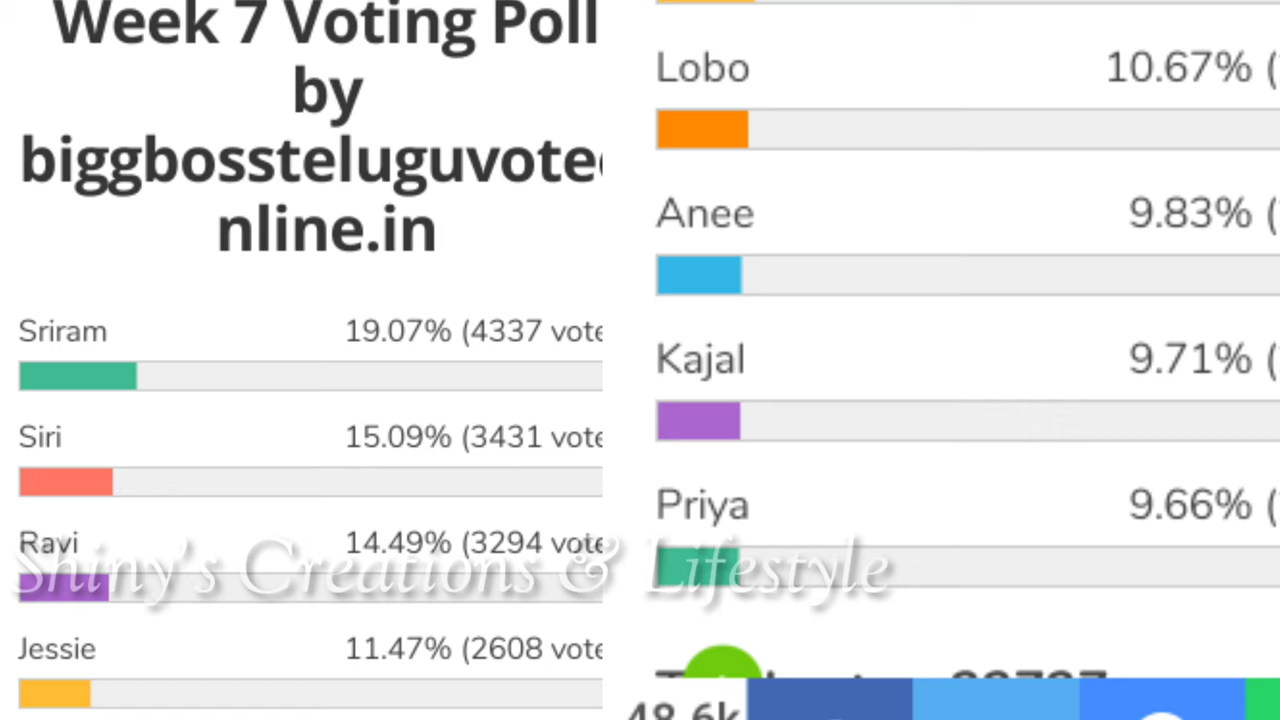 Week 7 Voting Poll
by
biggbossteluguvote
nline.in
Sriram 19.07% (4337 vote
Siri 15.09% (3431 vote
Ravi 14.49% (3294 vote
Jessie 11.47% (2608 vote
Lobo 10.67% (
Anee 9.83% (
Kajal 9.71% (
Priya 9.66% (
Shiny's Creations & Lifestyle
48.6k